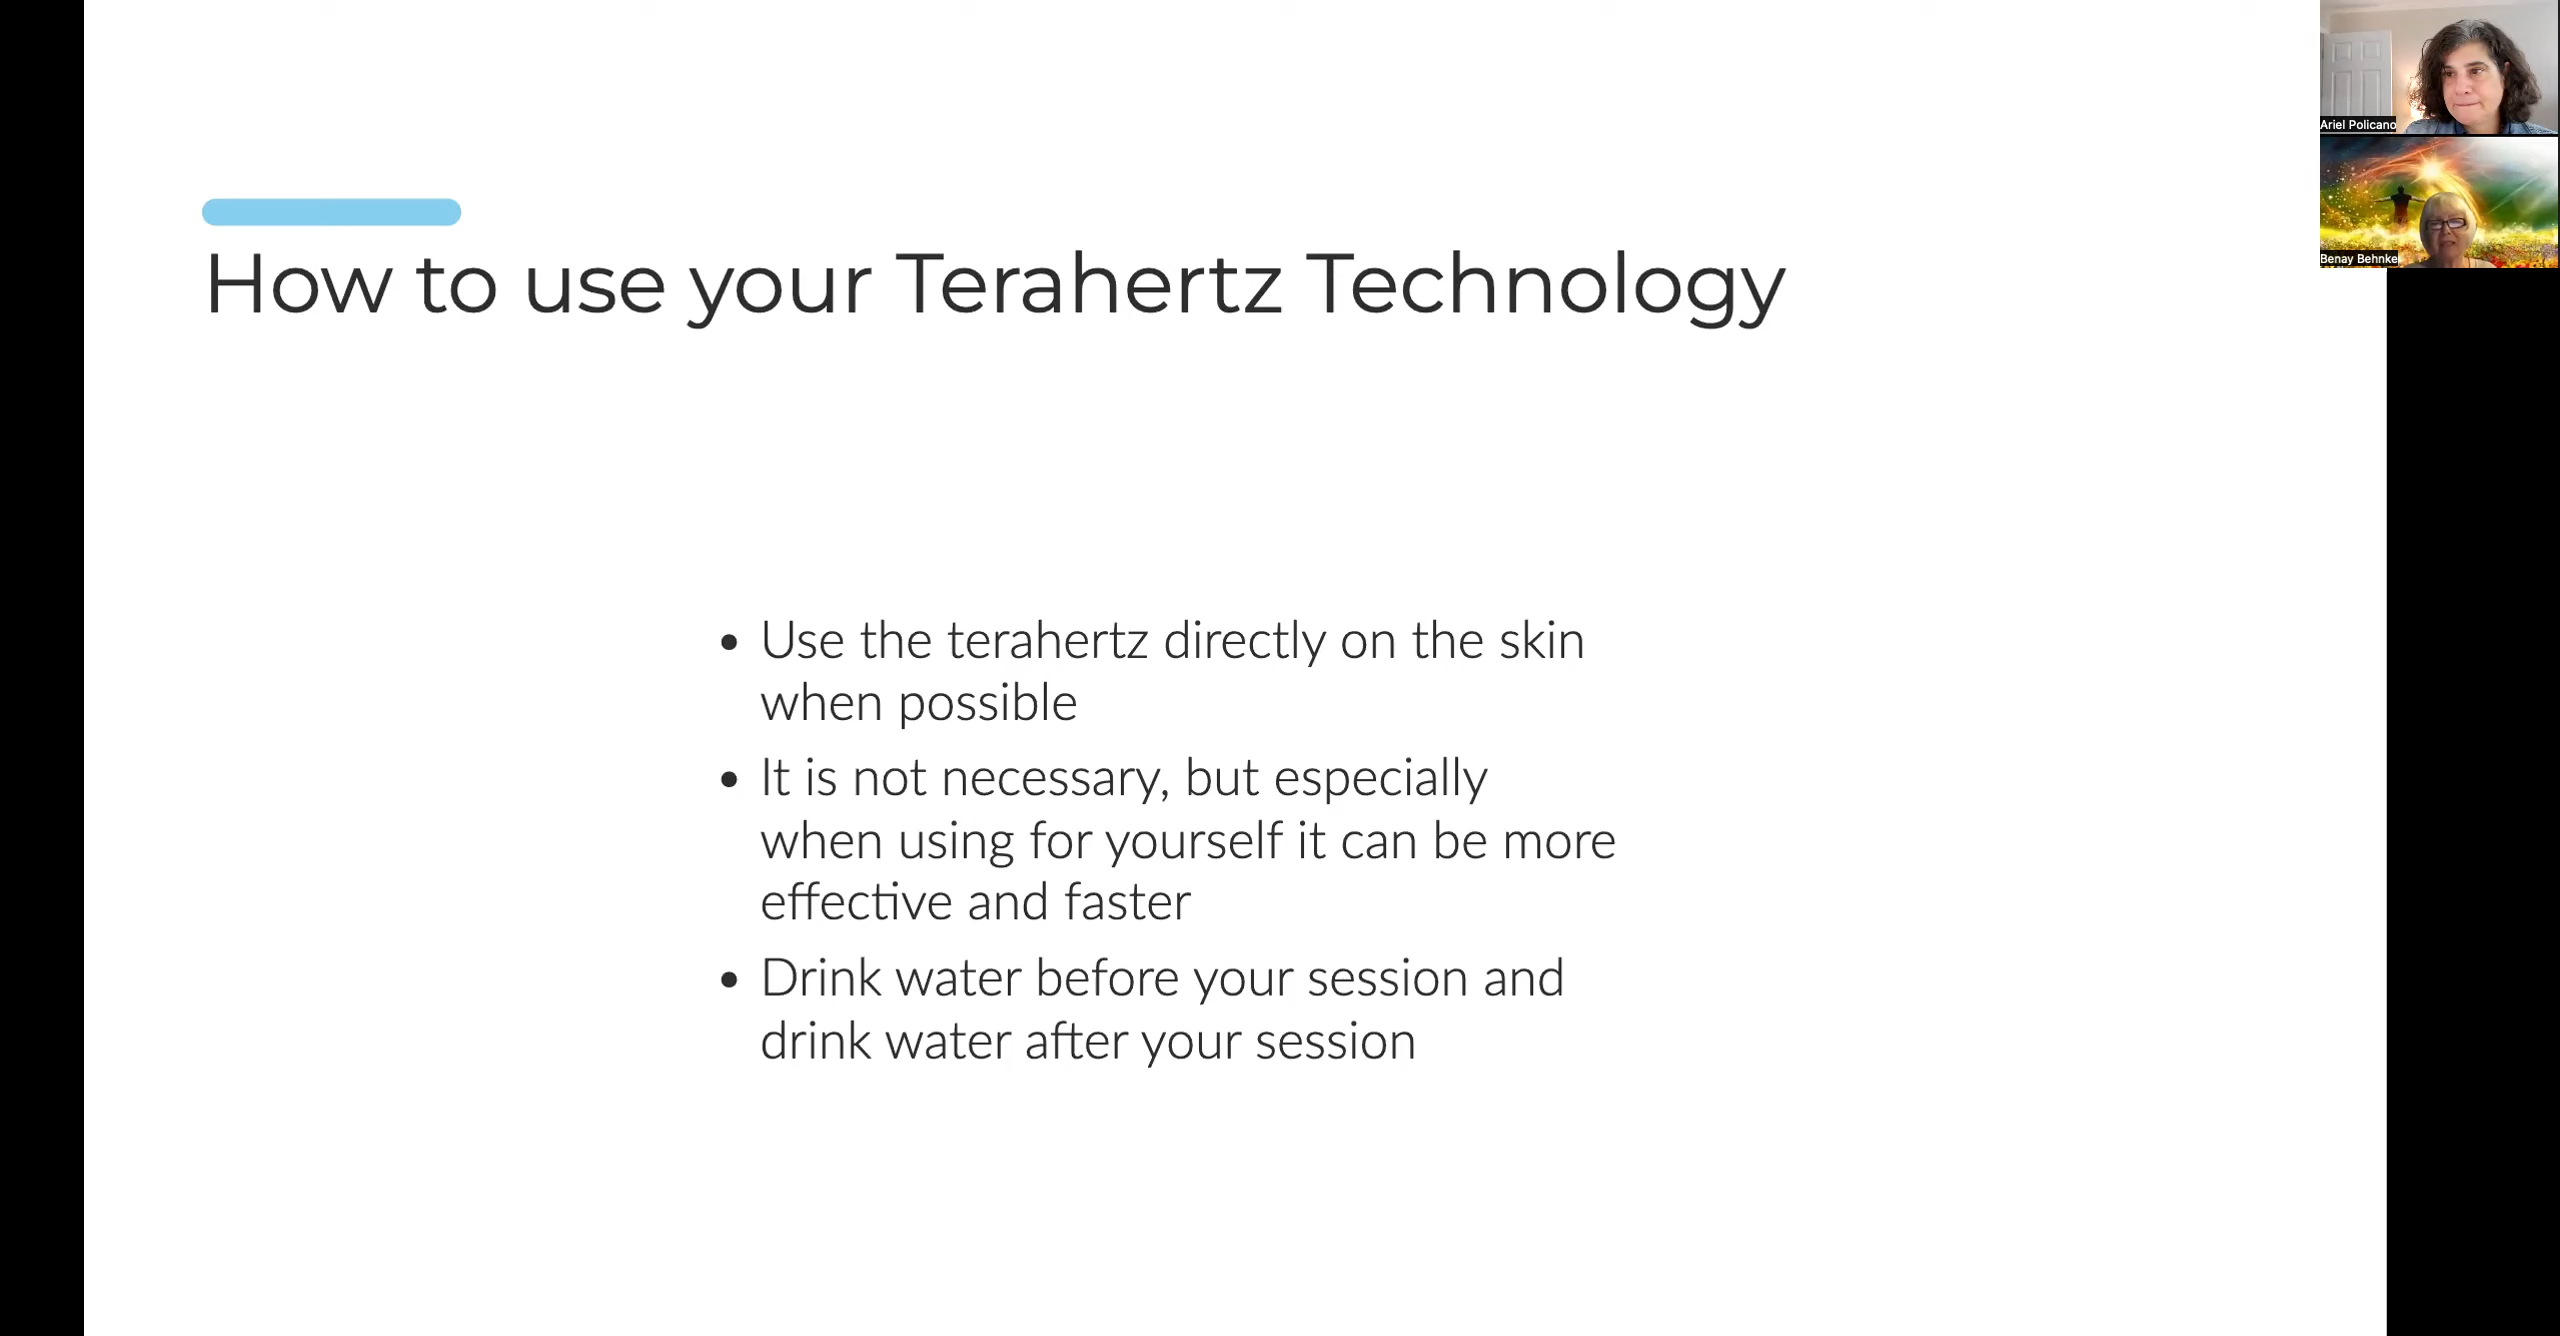 How to use your Terahertz Technology
• Use the terahertz directly on the skin
when possible
• It is not necessary, but especially
when using for yourself it can be more
effective and faster
• Drink water before your session and
drink water after your session
Ariel Policano
Benay Behnke